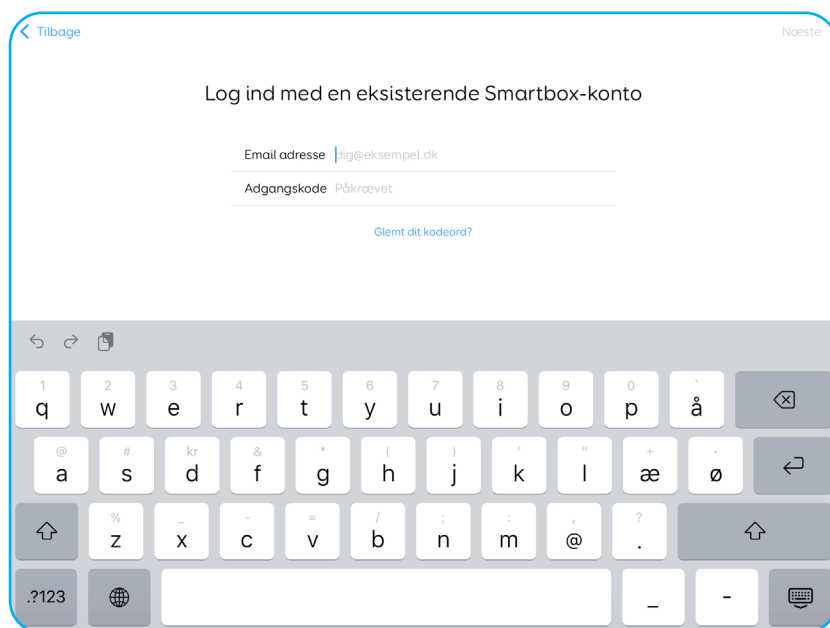 Tilbage
Næste
Log ind med en eksisterende Smartbox-konto
Email adresse dig@eksempel.dk
Adgangskode Påkrævet
Glemt dit kodeord?
1 2 3 4 5 6 7 8 9 0 `
q w e r t y u i o p å
@ # kr & * ( ) ' " + ·
a s d f g h j k l æ ø
% _ - = / ; : , ?
z x c v b n m @ .
.?123 _ -